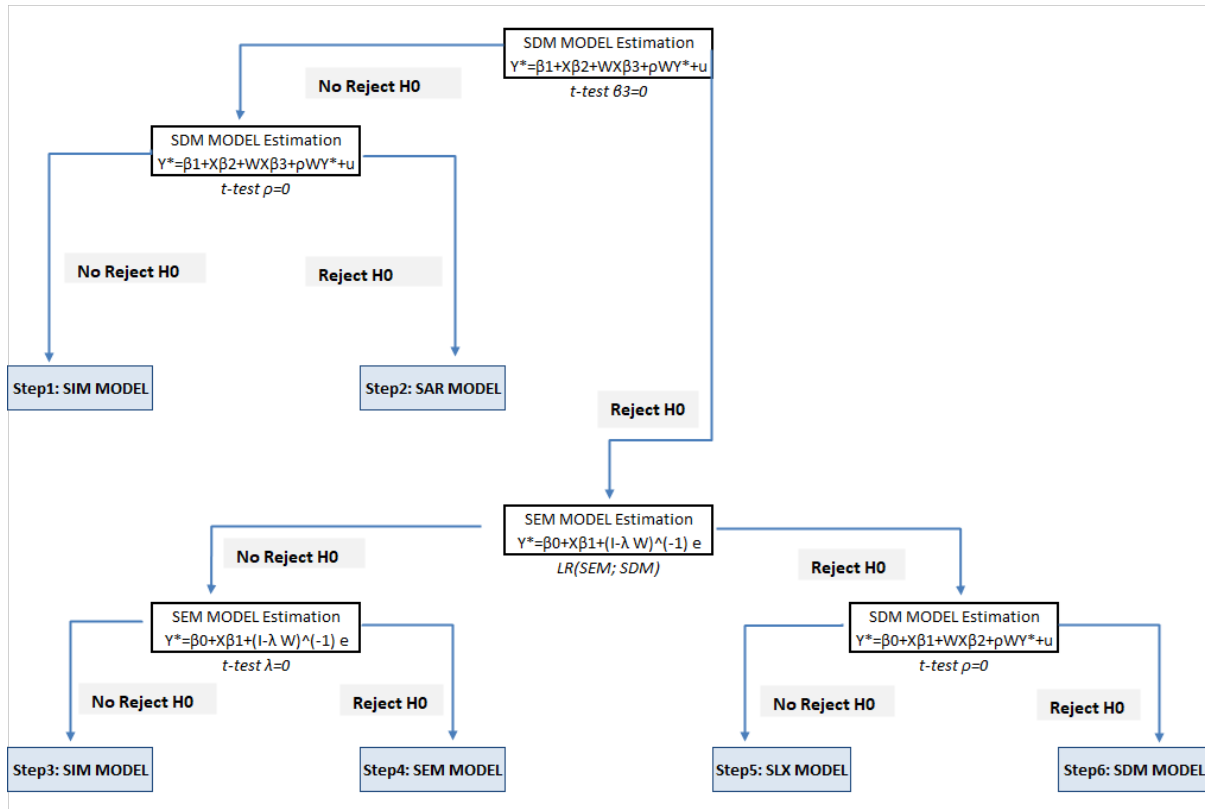 SDM MODEL Estimation
Y*=β1+Xβ2+WXβ3+ρWY*+u
t-test β3=0
No Reject H0
SDM MODEL Estimation
Y*=β1+Xβ2+WXβ3+ρWY*+u
t-test ρ=0
No Reject H0
Reject H0
Step1: SIM MODEL
Step2: SAR MODEL
Reject H0
SEM MODEL Estimation
Y*=β0+Xβ1+(I-λ W)^(-1) e
LR(SEM; SDM)
No Reject H0
Reject H0
SEM MODEL Estimation
Y*=β0+Xβ1+(I-λ W)^(-1) e
t-test λ=0
SDM MODEL Estimation
Y*=β0+Xβ1+WXβ2+ρWY*+u
t-test ρ=0
No Reject H0
Reject H0
No Reject H0
Reject H0
Step3: SIM MODEL
Step4: SEM MODEL
Step5: SLX MODEL
Step6: SDM MODEL